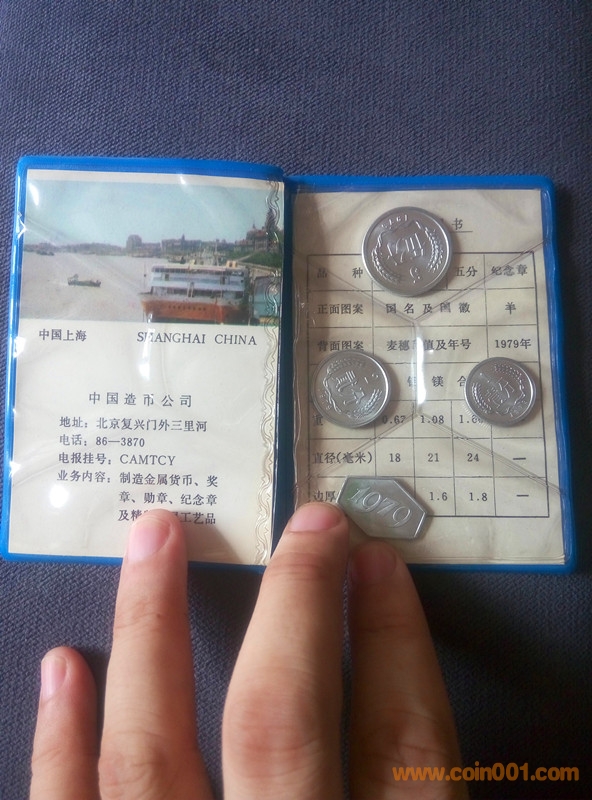 中国上海 SHANGHAI CHINA
中国造币公司
地址：北京复兴门外三里河
电话：86—3870
电报挂号：CAMTCY
业务内容：制造金属货币、奖
章、勋章、纪念章
及精 工艺品
书
品 种 五分 纪念章
正面图案 国名及国徽 羊
背面图案 麦穗 值及年号 1979年
镁合
0.67 1.08
直径(毫米) 18 21 24 —
边厚 1.6 1.8 —
1979
www.coin001.com